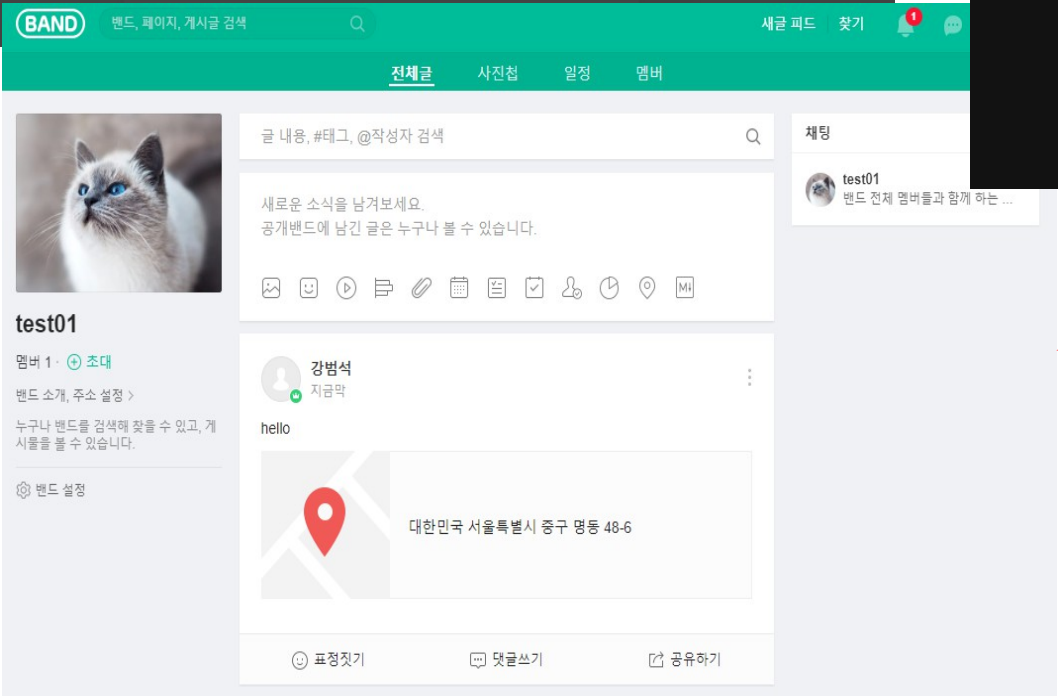 BAND
밴드, 페이지, 게시글 검색
새글 피드
찾기
1
전체글
사진첩
일정
멤버
test01
멤버 1 · 초대
밴드 소개, 주소 설정 >
누구나 밴드를 검색해 찾을 수 있고, 게
시물을 볼 수 있습니다.
밴드 설정
글 내용, #태그, @작성자 검색
새로운 소식을 남겨보세요.
공개밴드에 남긴 글은 누구나 볼 수 있습니다.
M↓
강범석
지금막
hello
대한민국 서울특별시 중구 명동 48-6
표정짓기
댓글쓰기
공유하기
채팅
test01
밴드 전체 멤버들과 함께 하는 ...